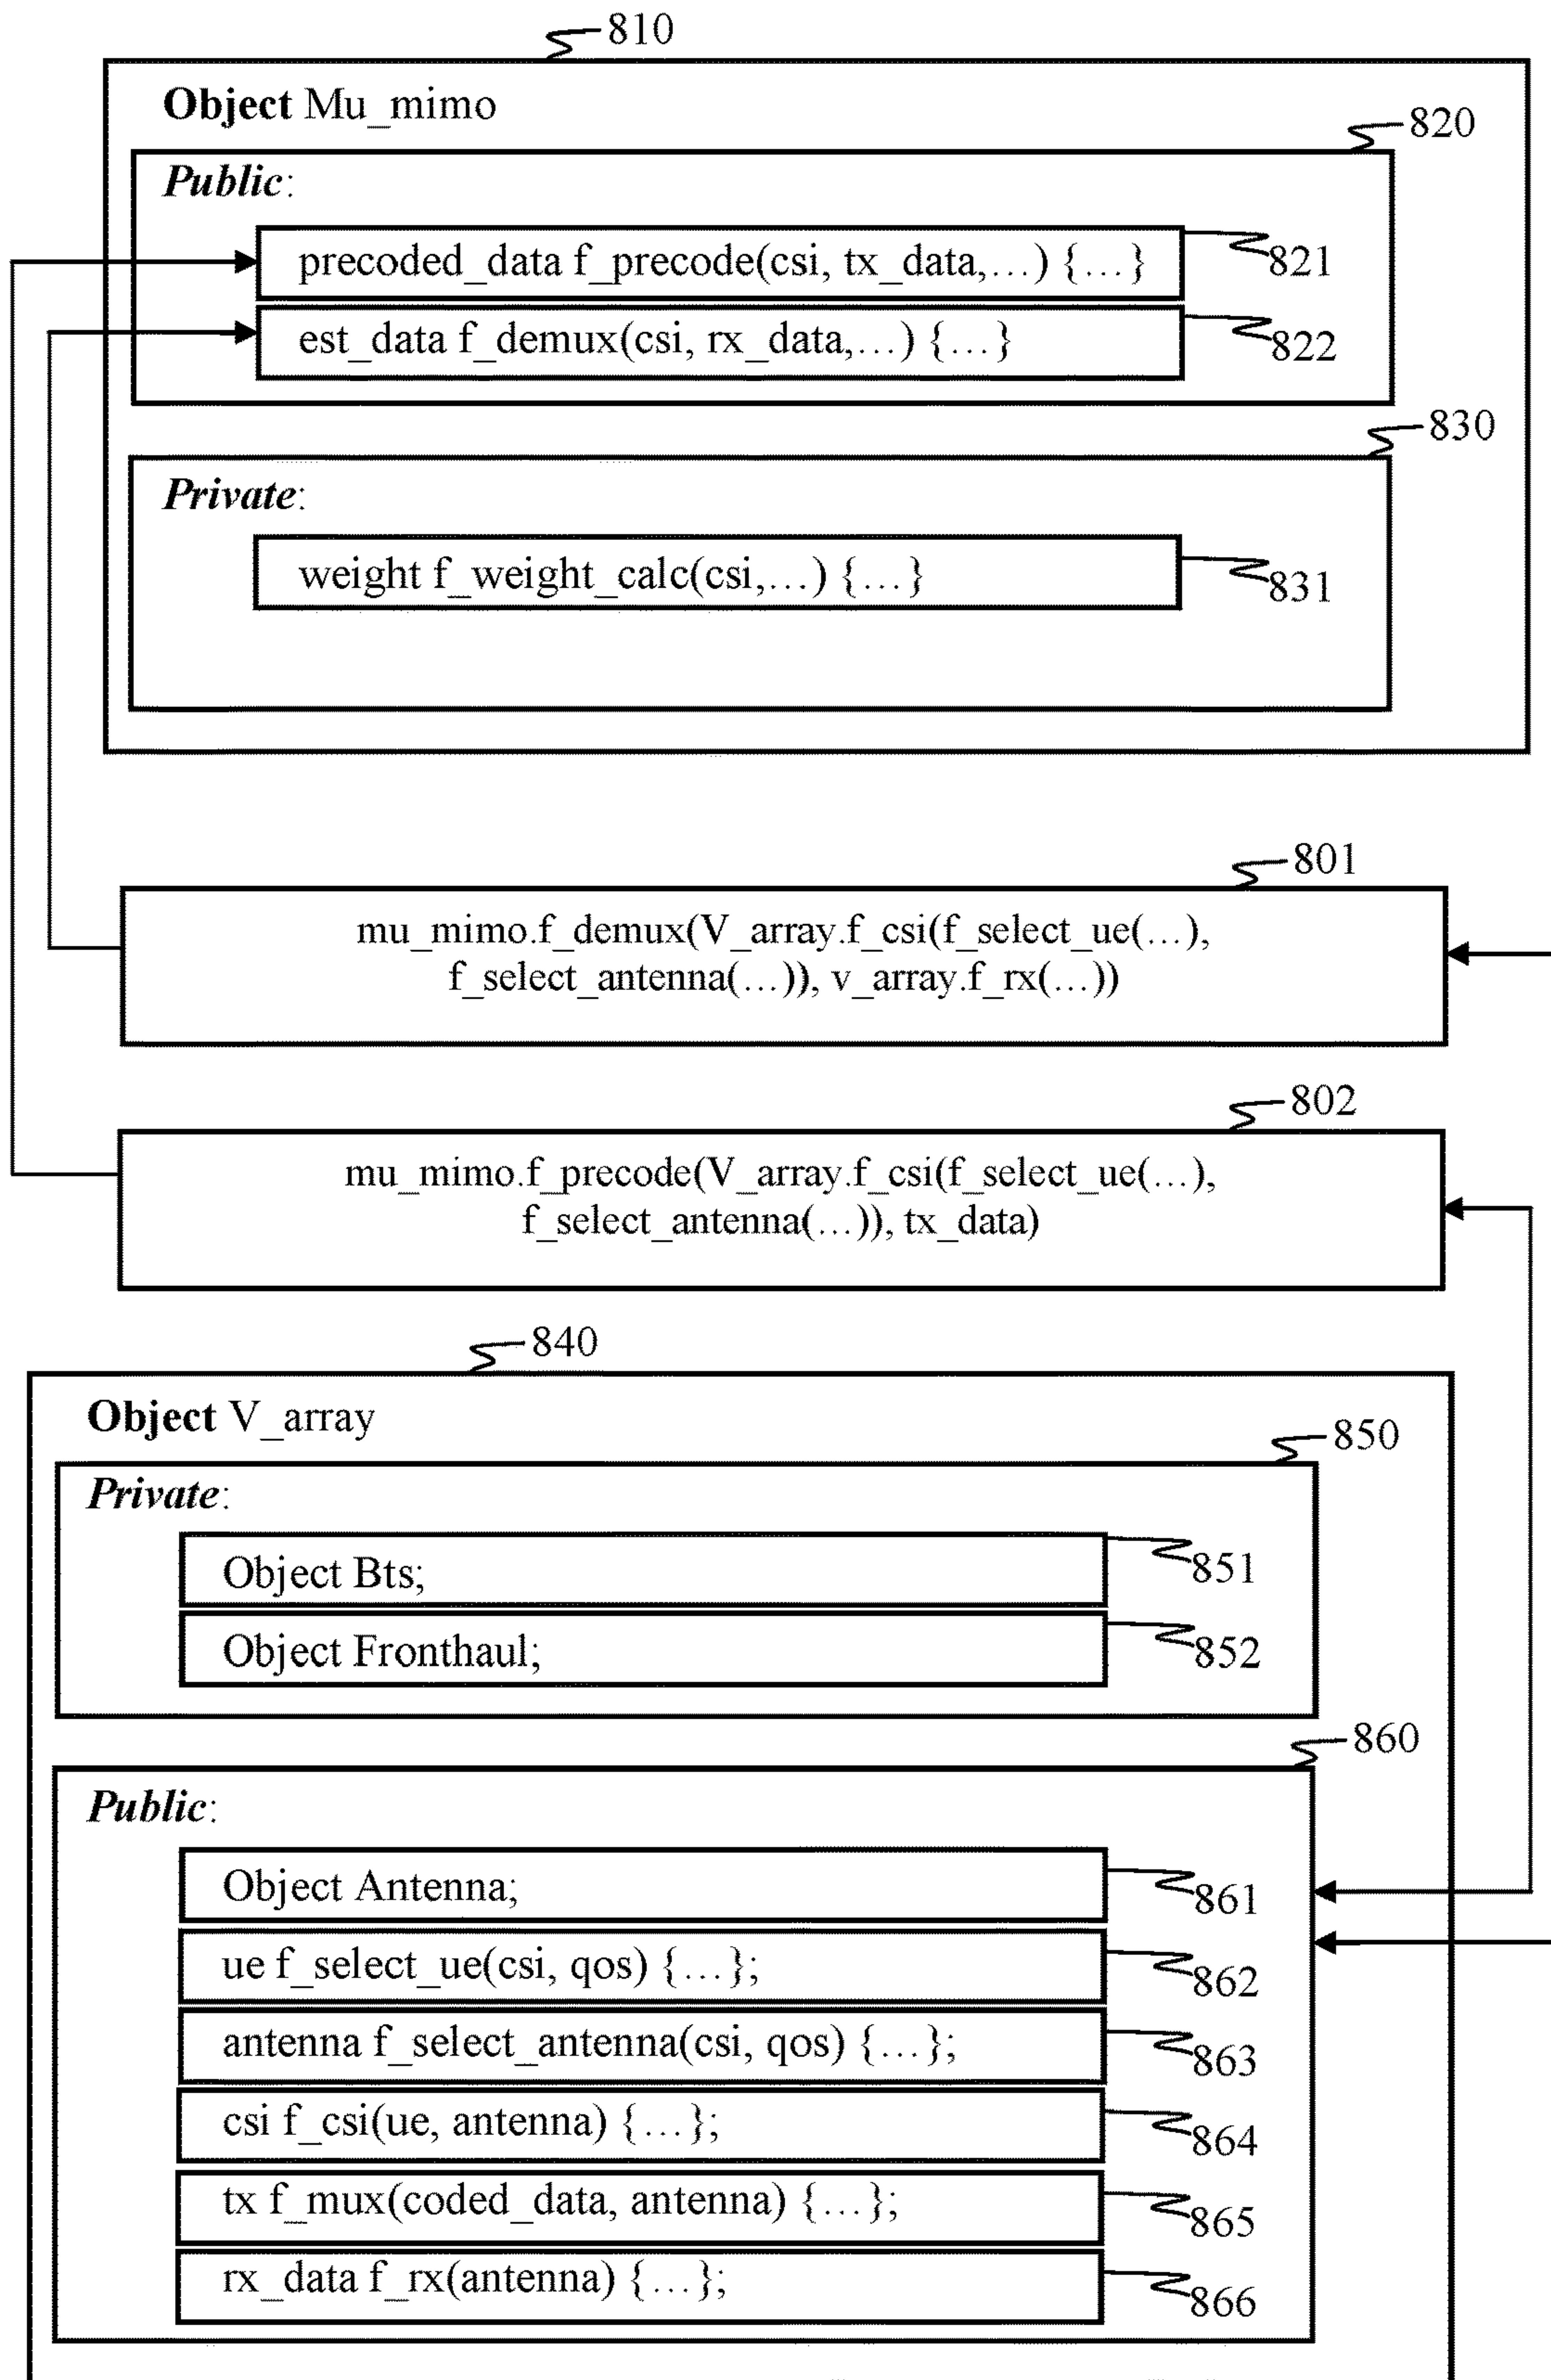 810
Object Mu_mimo
820
Public:
precoded_data f_precode(csi, tx_data,...) {...}
821
est_data f_demux(csi, rx_data,...) {...}
822
830
Private:
weight f_weight_calc(csi,...) {...}
831
801
mu_mimo.f_demux(V_array.f_csi(f_select_ue(...),
f_select_antenna(...)), v_array.f_rx(...))
802
mu_mimo.f_precode(V_array.f_csi(f_select_ue(...),
f_select_antenna(...)), tx_data)
840
Object V_array
850
Private:
Object Bts;
851
Object Fronthaul;
852
860
Public:
Object Antenna;
861
ue f_select_ue(csi, qos) {...};
862
antenna f_select_antenna(csi, qos) {...};
863
csi f_csi(ue, antenna) {...};
864
tx f_mux(coded_data, antenna) {...};
865
rx_data f_rx(antenna) {...};
866